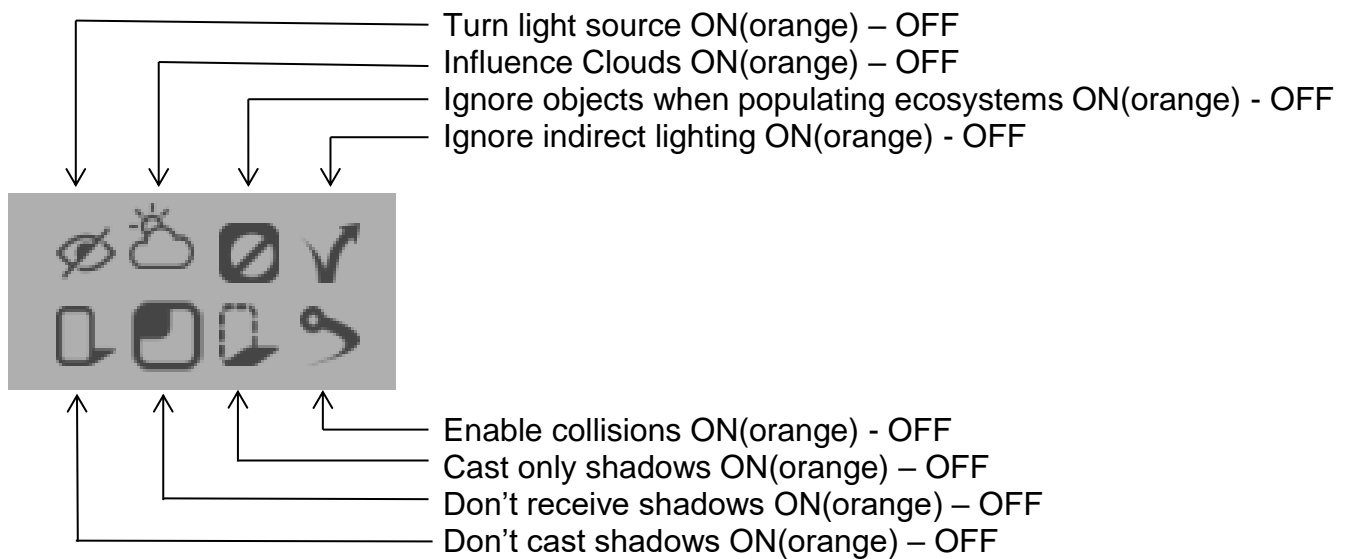 Turn light source ON(orange) – OFF
Influence Clouds ON(orange) – OFF
Ignore objects when populating ecosystems ON(orange) - OFF
Ignore indirect lighting ON(orange) - OFF
Enable collisions ON(orange) - OFF
Cast only shadows ON(orange) – OFF
Don’t receive shadows ON(orange) – OFF
Don’t cast shadows ON(orange) – OFF